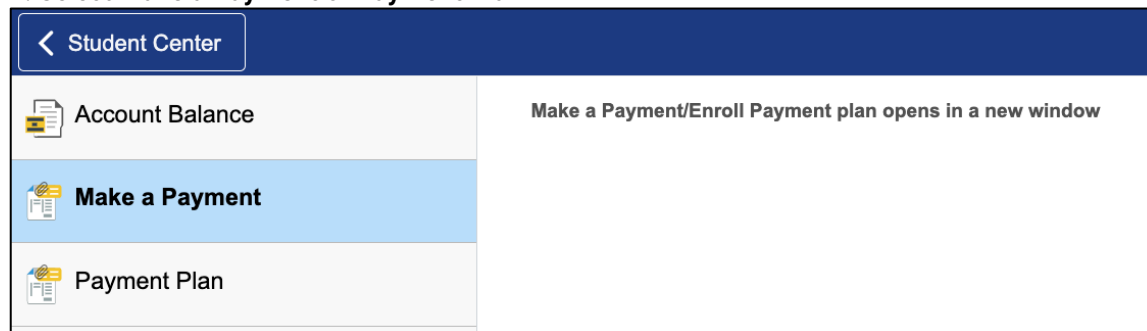 Student Center
Account Balance
Make a Payment/Enroll Payment plan opens in a new window
Make a Payment
Payment Plan